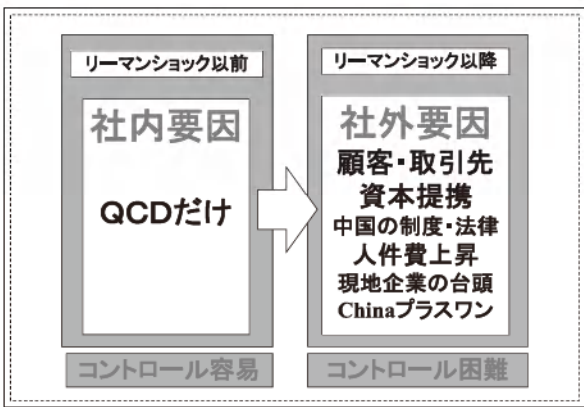 リーマンショック以前
社内要因
QCDだけ
コントロール容易
リーマンショック以降
社外要因
顧客・取引先
資本提携
中国の制度・法律
人件費上昇
現地企業の台頭
Chinaプラスワン
コントロール困難